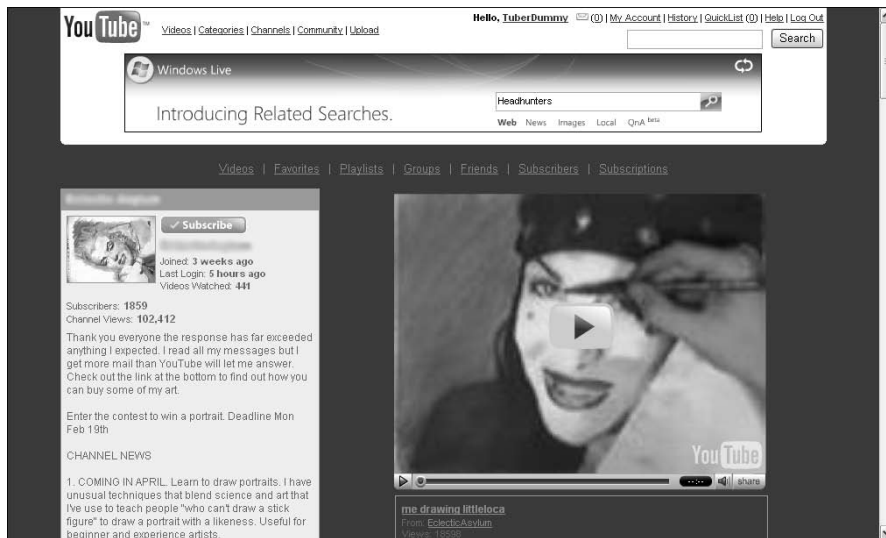 YouTube™
Videos | Categories | Channels | Community | Upload
Hello, TuberDummy (0) | My Account | History | QuickList (0) | Help | Log Out
Search
Windows Live
Introducing Related Searches.
Headhunters
Web News Images Local QnA beta
Videos | Favorites | Playlists | Groups | Friends | Subscribers | Subscriptions
Subscribe
Joined: 3 weeks ago
Last Login: 5 hours ago
Videos Watched: 441
Subscribers: 1859
Channel Views: 102,412
Thank you everyone the response has far exceeded
anything I expected. I read all my messages but I
get more mail than YouTube will let me answer.
Check out the link at the bottom to find out how you
can buy some of my art.
Enter the contest to win a portrait. Deadline Mon
Feb 19th
CHANNEL NEWS
1. COMING IN APRIL. Learn to draw portraits. I have
unusual techniques that blend science and art that
I've use to teach people "who can't draw a stick
figure" to draw a portrait with a likeness. Useful for
beginner and experience artists.
YouTube
--:-- share
me drawing littleloca
From: EclecticAsylum
Views: 18598